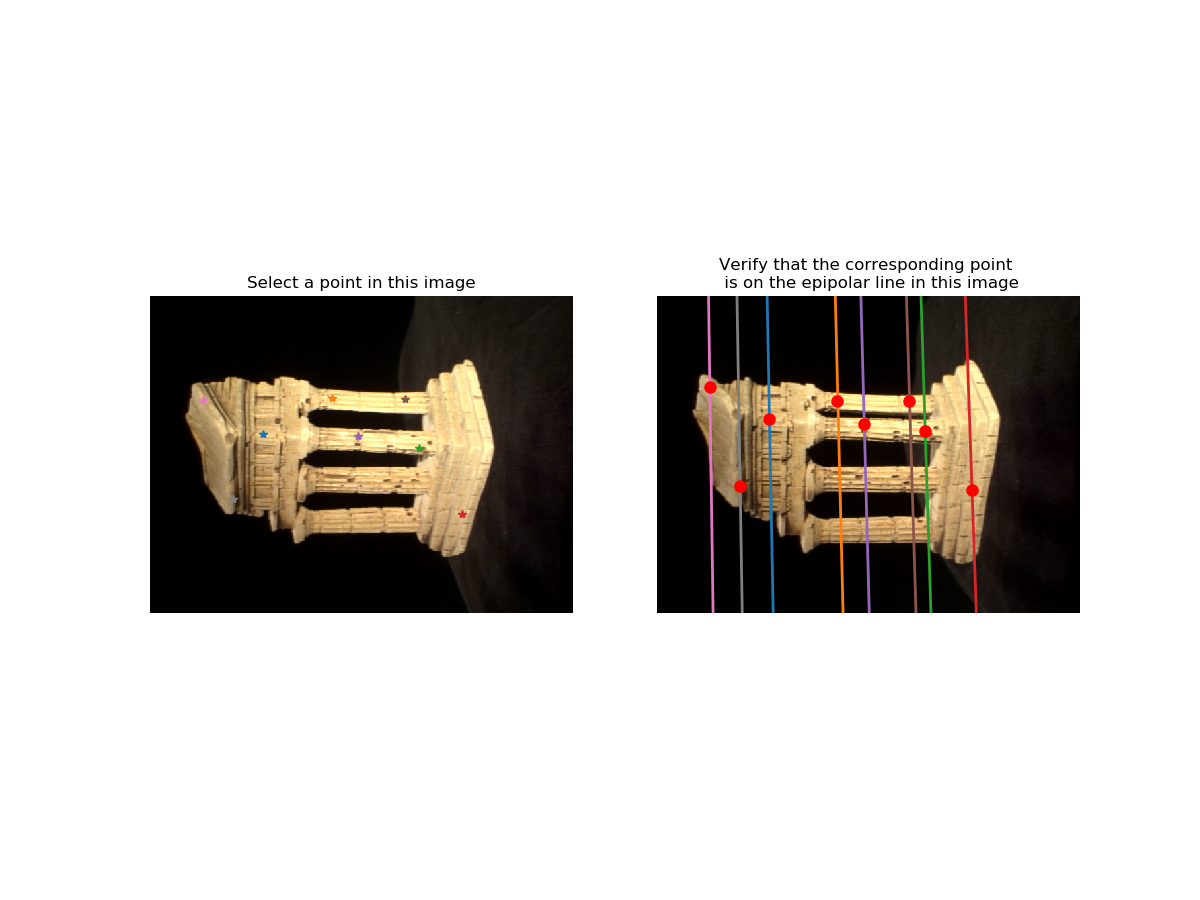 Select a point in this image
Verify that the corresponding point
is on the epipolar line in this image